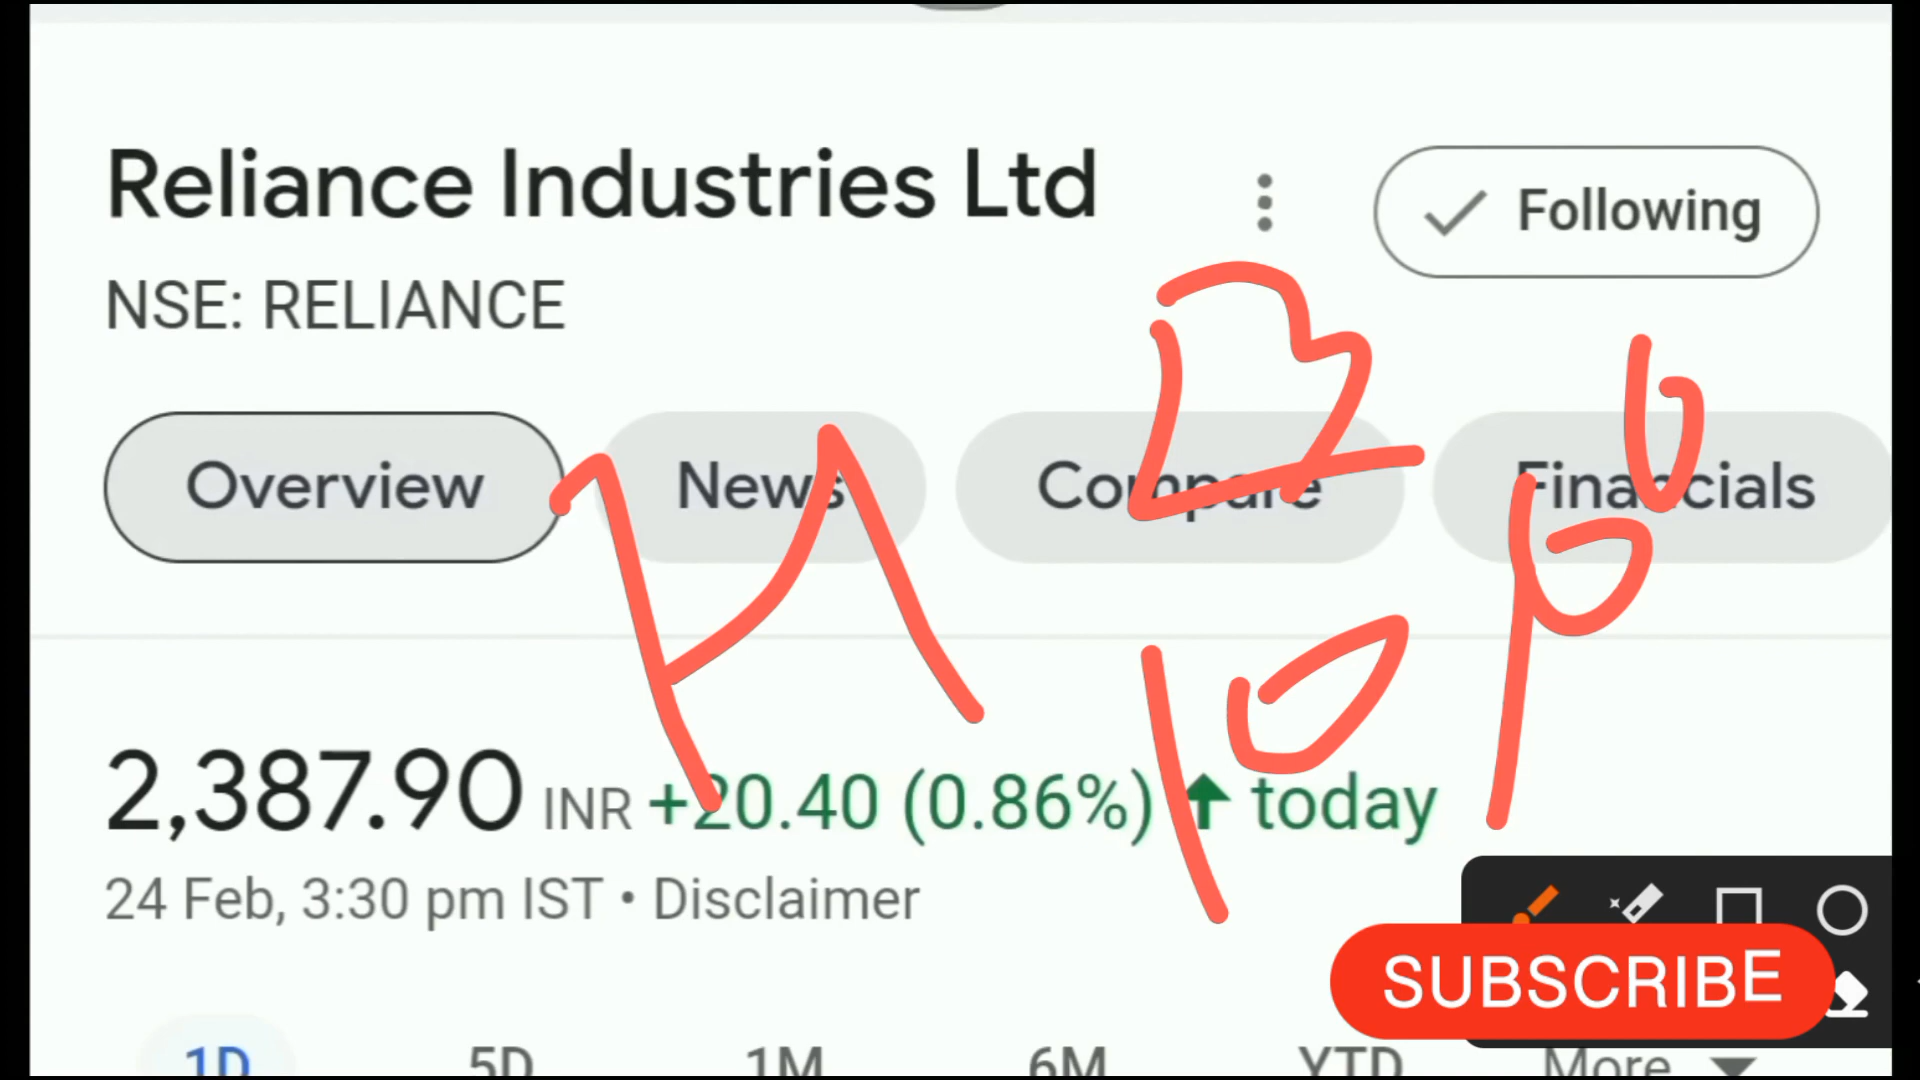 Reliance Industries Ltd
Following
NSE: RELIANCE
Overview News Compare Financials
2,387.90 INR +20.40 (0.86%) today
24 Feb, 3:30 pm IST • Disclaimer
SUBSCRIBE
1D 5D 1M 6M YTD More